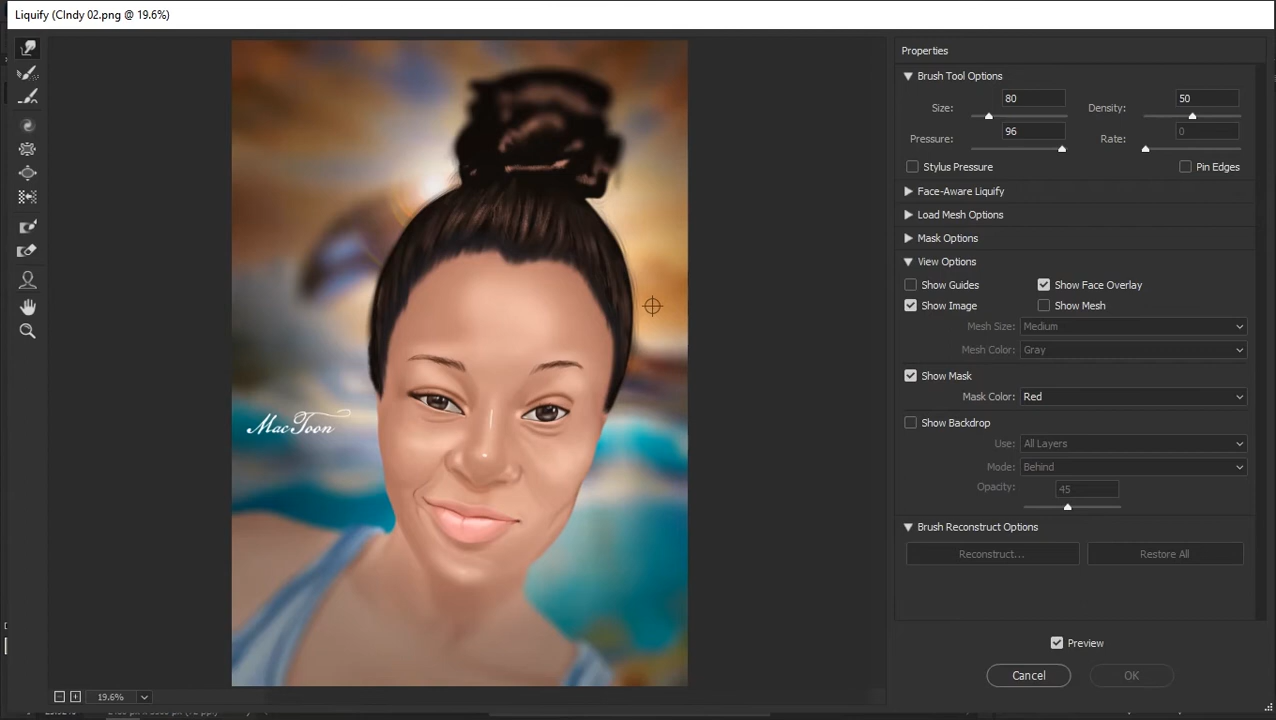 Liquify (CIndy 02.png @ 19.6%)
Properties
Brush Tool Options
Size: 80 Density: 50
Pressure: 96 Rate: 0
Stylus Pressure Pin Edges
Face-Aware Liquify
Load Mesh Options
Mask Options
View Options
Show Guides Show Face Overlay
Show Image Show Mesh
Mesh Size: Medium
Mesh Color: Gray
Show Mask
Mask Color: Red
Show Backdrop
Use: All Layers
Mode: Behind
Opacity: 45
Brush Reconstruct Options
Reconstruct... Restore All
MacToon
Preview
Cancel OK
19.6%